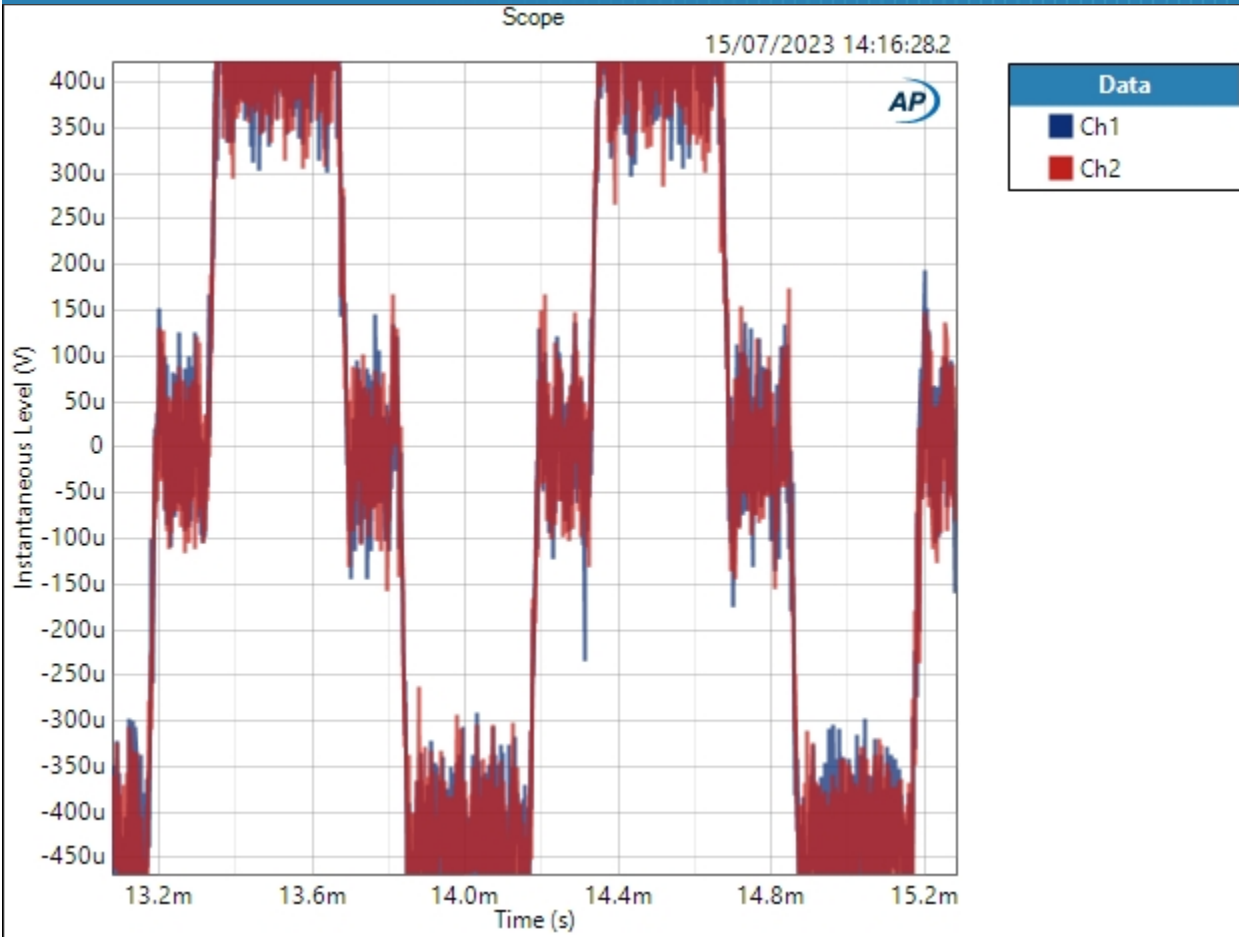 Scope
15/07/2023 14:16:28.2
AP
Data
Ch1
Ch2
Instantaneous Level (V)
400u
350u
300u
250u
200u
150u
100u
50u
0
-50u
-100u
-150u
-200u
-250u
-300u
-350u
-400u
-450u
13.2m 13.6m 14.0m 14.4m 14.8m 15.2m
Time (s)